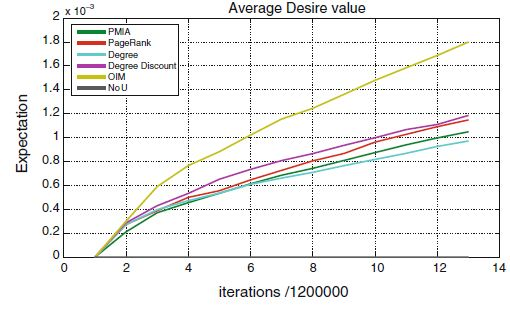 Average Desire value
x 10⁻³
2
1.8
1.6
1.4
1.2
1
0.8
0.6
0.4
0.2
0
Expectation
PMIA
PageRank
Degree
Degree Discount
OIM
No U
0 2 4 6 8 10 12 14
iterations /1200000